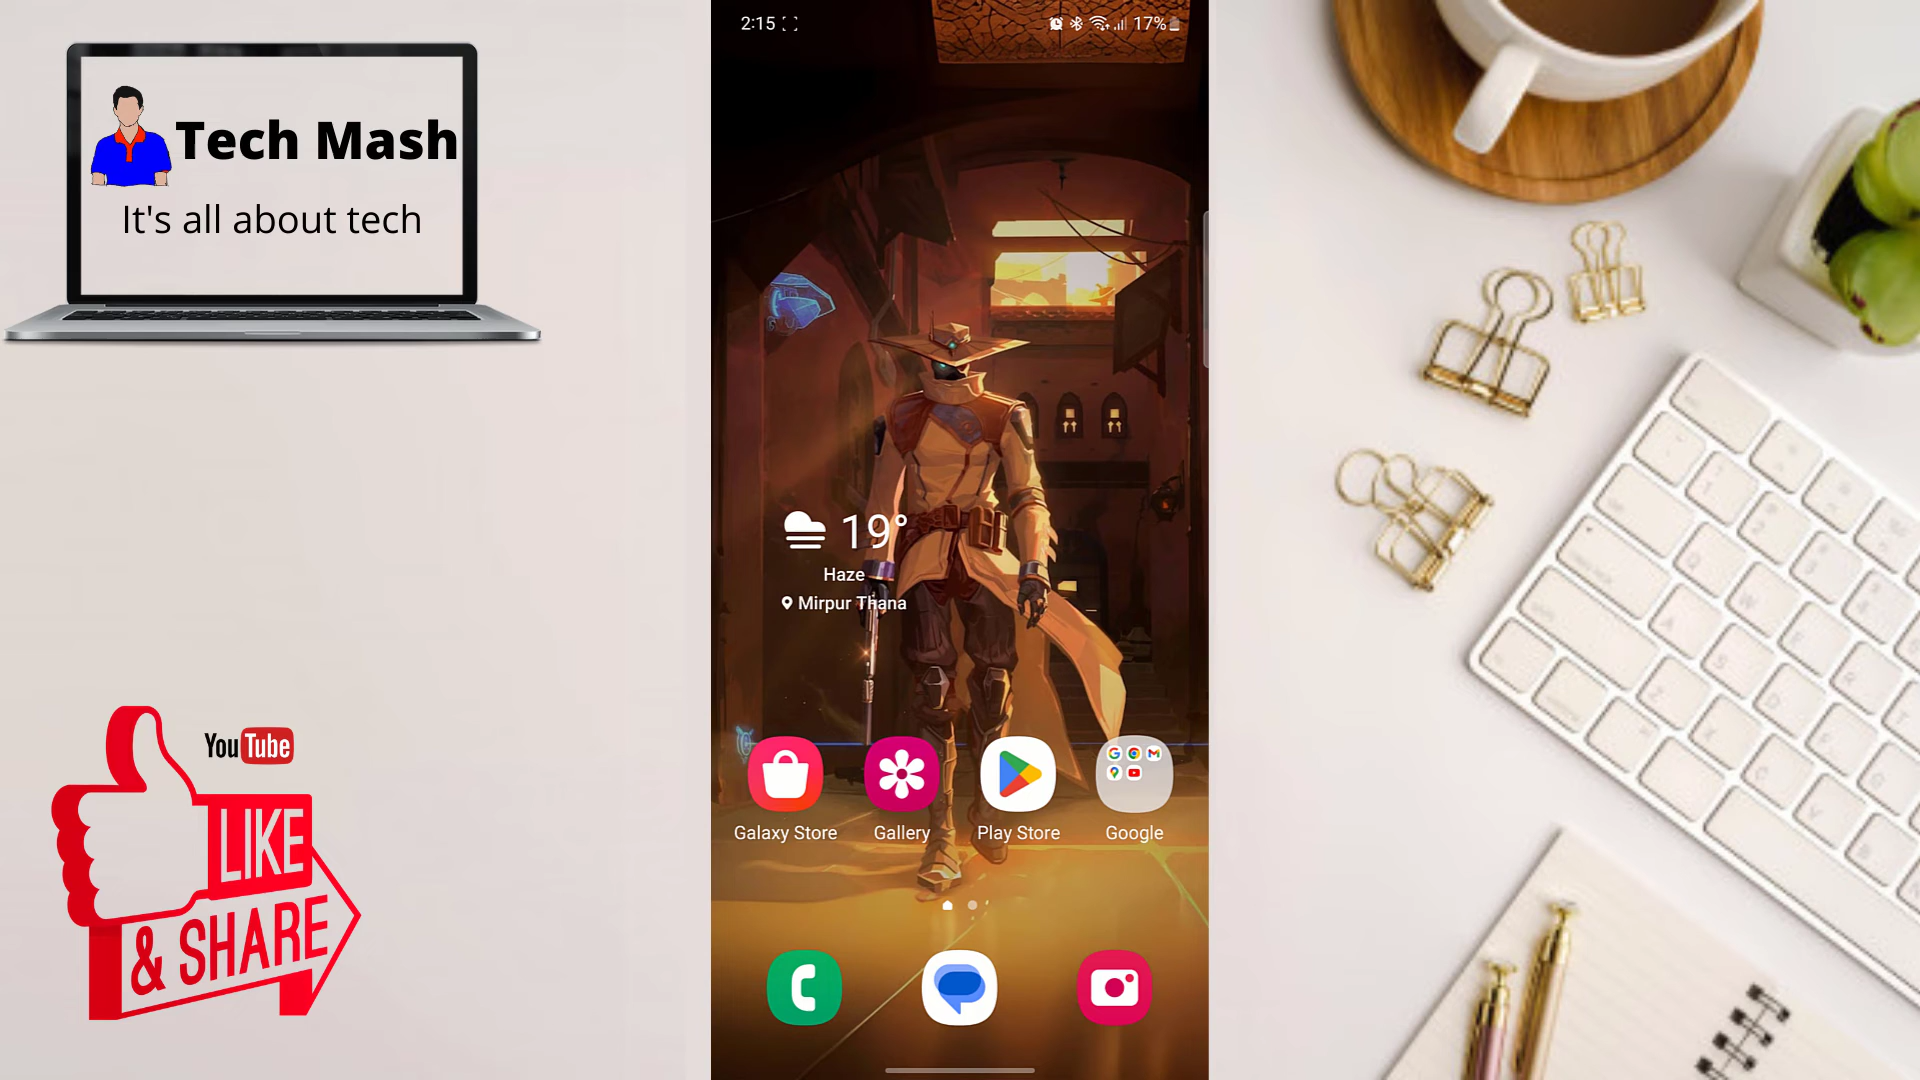 Tech Mash
It's all about tech
YouTube
LIKE
& SHARE
2:15
17%
19°
Haze
Mirpur Thana
Galaxy Store
Gallery
Play Store
Google